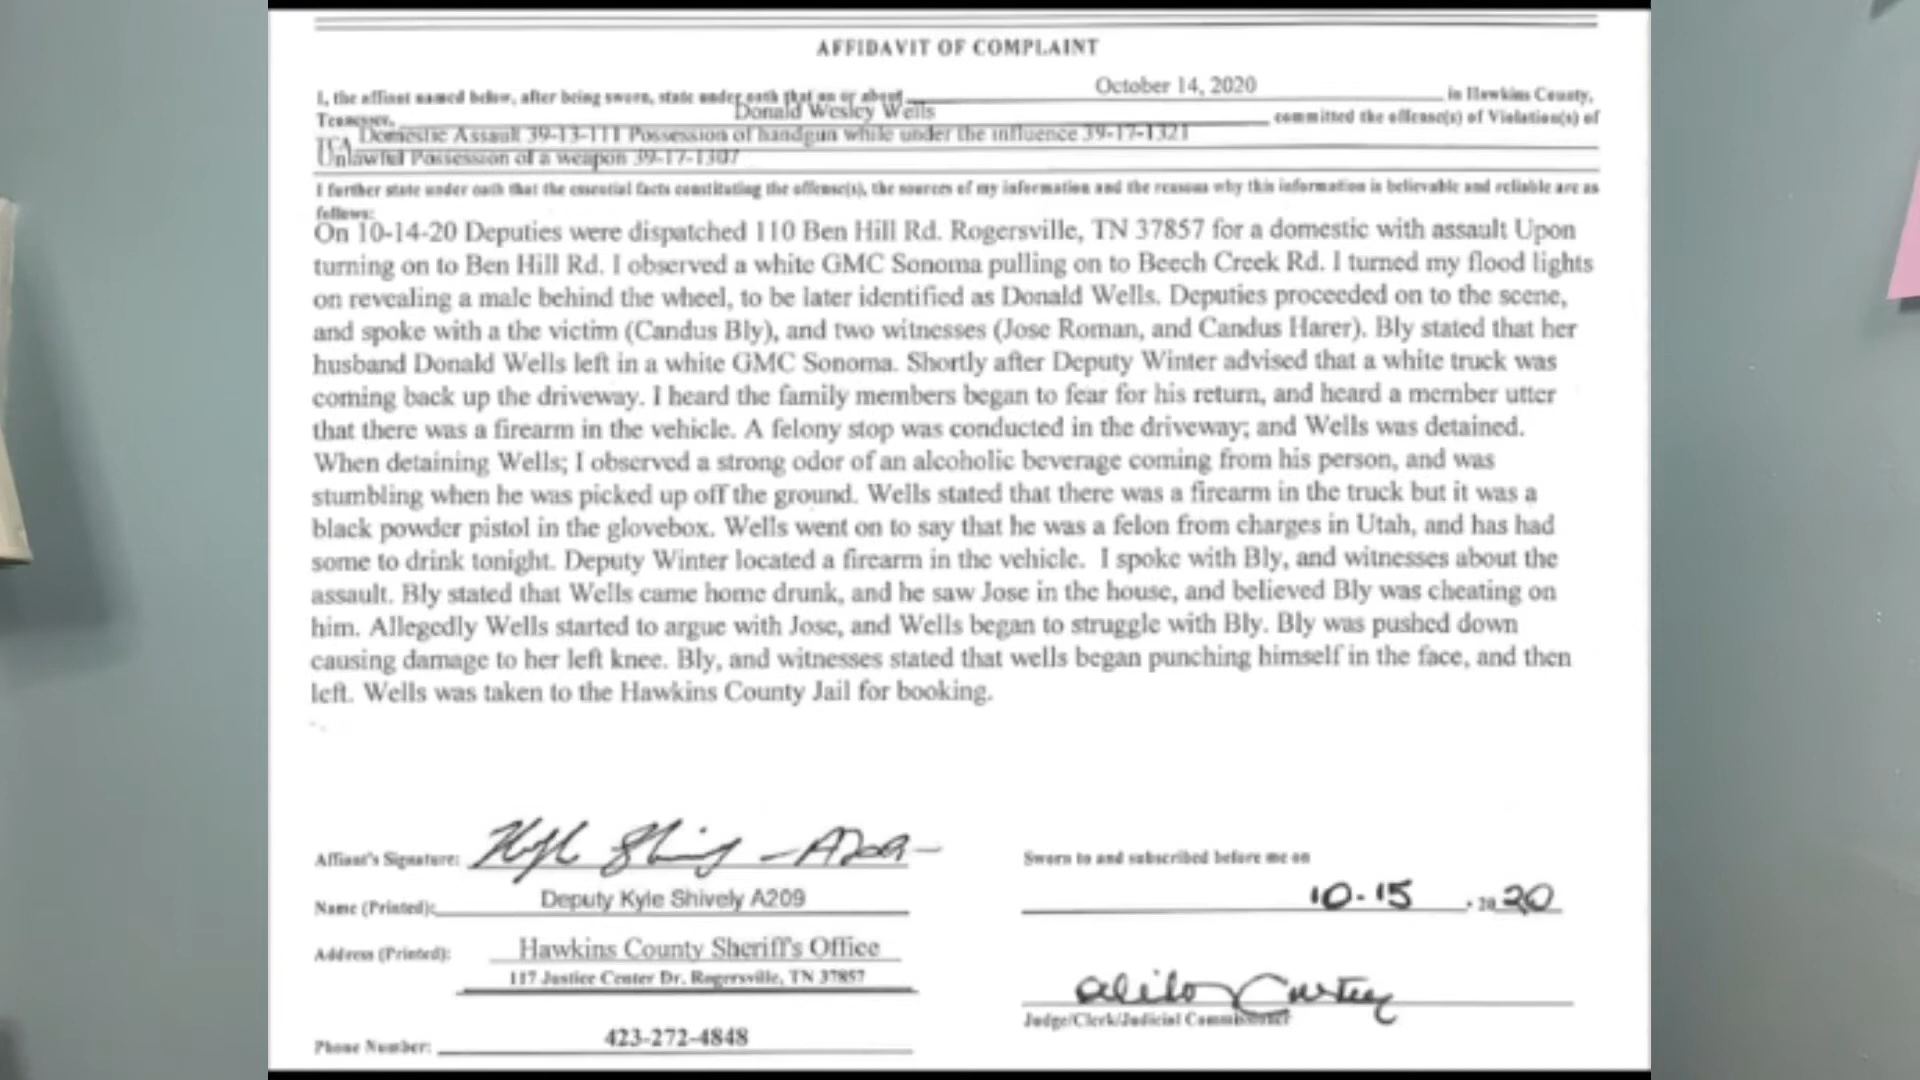 AFFIDAVIT OF COMPLAINT
October 14, 2020
I, the affiant named below, after being sworn, state under oath that on or about in Hawkins County,
Donald Wesley Wells
Tennessee, committed the offense(s) of Violation(s) of
TCA Domestic Assault 39-13-111 Possession of handgun while under the influence 39-17-1321
Unlawful Possession of a weapon 39-17-1307
I further state under oath that the essential facts constituting the offense(s), the sources of my information and the reasons why this information is believable and reliable are as
follows:
On 10-14-20 Deputies were dispatched 110 Ben Hill Rd. Rogersville, TN 37857 for a domestic with assault Upon
turning on to Ben Hill Rd. I observed a white GMC Sonoma pulling on to Beech Creek Rd. I turned my flood lights
on revealing a male behind the wheel, to be later identified as Donald Wells. Deputies proceeded on to the scene,
and spoke with a the victim (Candus Bly), and two witnesses (Jose Roman, and Candus Harer). Bly stated that her
husband Donald Wells left in a white GMC Sonoma. Shortly after Deputy Winter advised that a white truck was
coming back up the driveway. I heard the family members began to fear for his return, and heard a member utter
that there was a firearm in the vehicle. A felony stop was conducted in the driveway; and Wells was detained.
When detaining Wells; I observed a strong odor of an alcoholic beverage coming from his person, and was
stumbling when he was picked up off the ground. Wells stated that there was a firearm in the truck but it was a
black powder pistol in the glovebox. Wells went on to say that he was a felon from charges in Utah, and has had
some to drink tonight. Deputy Winter located a firearm in the vehicle. I spoke with Bly, and witnesses about the
assault. Bly stated that Wells came home drunk, and he saw Jose in the house, and believed Bly was cheating on
him. Allegedly Wells started to argue with Jose, and Wells began to struggle with Bly. Bly was pushed down
causing damage to her left knee. Bly, and witnesses stated that wells began punching himself in the face, and then
left. Wells was taken to the Hawkins County Jail for booking.
Affiant's Signature: Kyle Shively -A209-
Name (Printed): Deputy Kyle Shively A209
Address (Printed): Hawkins County Sheriff's Office
117 Justice Center Dr. Rogersville, TN 37857
Phone Number: 423-272-4848
Sworn to and subscribed before me on
10-15, 20 20
Judge/Clerk/Judicial Commissioner